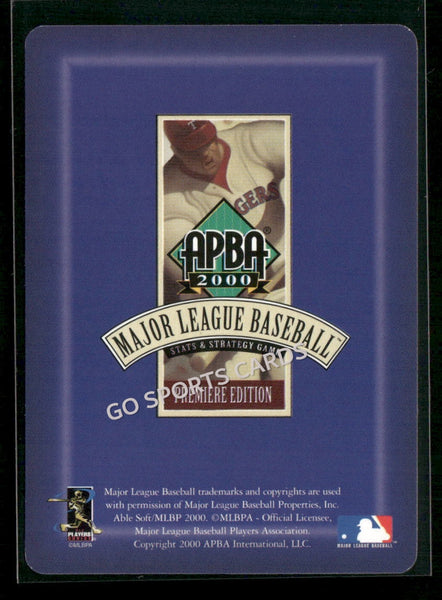 T
GERS
APBA®
2000
MAJOR LEAGUE BASEBALL™
STATS & STRATEGY GAME
GO SPORTS CARDS
PREMIERE EDITION
Major League Baseball trademarks and copyrights are used
with permission of Major League Baseball Properties, Inc.
Able Soft/MLBP 2000. ©MLBPA - Official Licensee,
Major League Baseball Players Association.
Copyright 2000 APBA International, LLC.
PLAYERS
©MLBPA
MAJOR LEAGUE BASEBALL